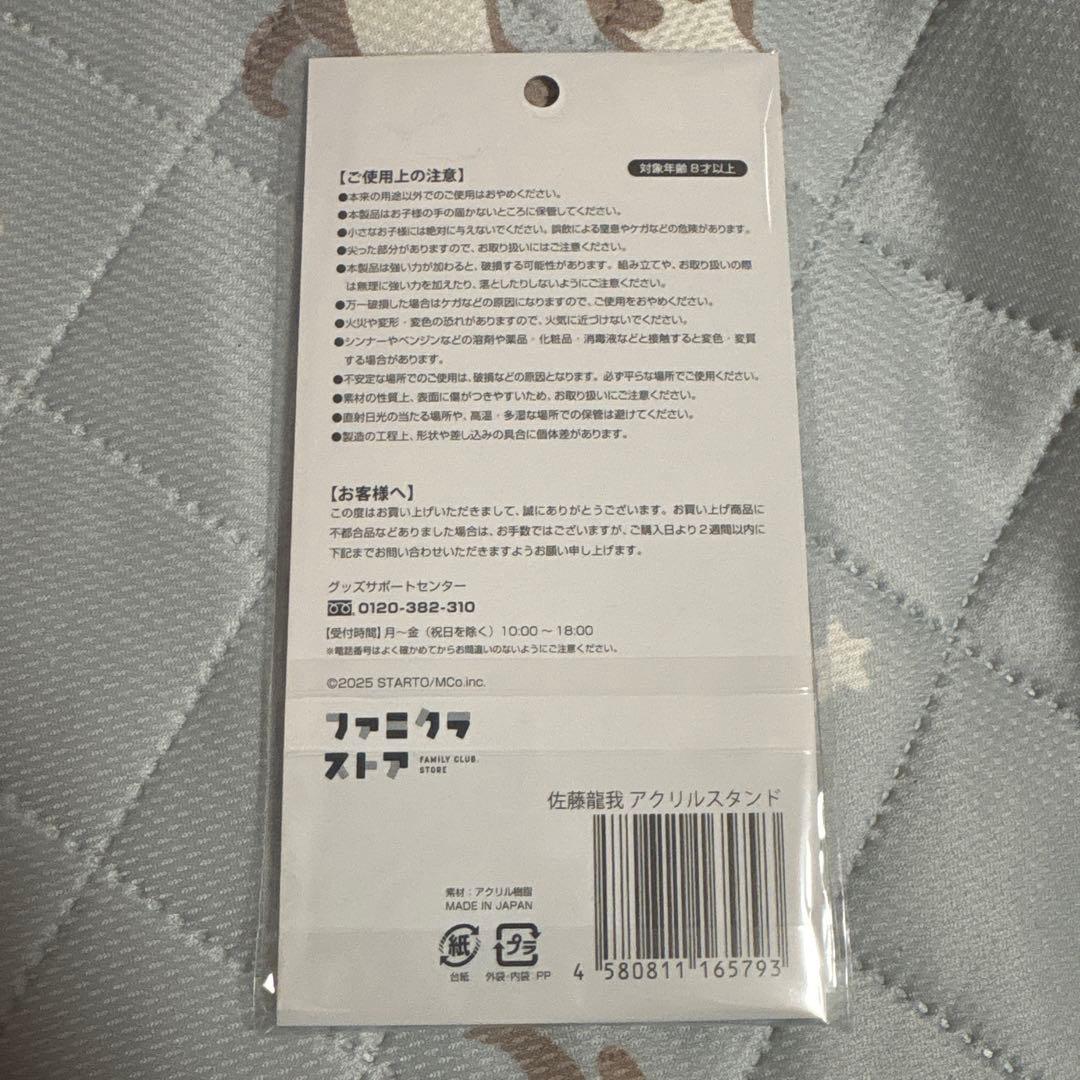 【ご使用上の注意】
対象年齢8才以上
●本来の用途以外でのご使用はおやめください。
●本製品はお子様の手の届かないところに保管してください。
●小さなお子様には絶対に与えないでください。誤飲による窒息やケガなどの危険があります。
●尖った部分がありますので、お取り扱いにはご注意ください。
●本製品は強い力が加わると、破損する可能性があります。組み立てや、お取り扱いの際
は無理に強い力を加えたり、落としたりしないようにご注意ください。
●万一破損した場合はケガなどの原因になりますので、ご使用をおやめください。
●火災や変形・変色の恐れがありますので、火気に近づけないでください。
●シンナーやベンジンなどの溶剤や薬品・化粧品・消毒液などと接触すると変色・変質
する場合があります。
●不安定な場所でのご使用は、破損などの原因となります。必ず平らな場所でご使用ください。
●素材の性質上、表面に傷がつきやすいため、お取り扱いにご注意ください。
●直射日光の当たる場所や、高温・多湿な場所での保管は避けてください。
●製造の工程上、形状や差し込みの具合に個体差があります。
【お客様へ】
この度はお買い上げいただきまして、誠にありがとうございます。お買い上げ商品に
不都合品などありました場合は、お手数ではございますが、ご購入日より2週間以内に
下記までお問い合わせいただきますようお願い申し上げます。
グッズサポートセンター
0120-382-310
【受付時間】月～金（祝日を除く）10:00～18:00
※電話番号はよく確かめてからお間違いのないようにご注意ください。
©2025 STARTO/MCo.inc.
ファミクラ
ストア
FAMILY CLUB
STORE
佐藤龍我 アクリルスタンド
素材：アクリル樹脂
MADE IN JAPAN
紙
プラ
台紙
外袋・内袋：PP
4 580811 165793